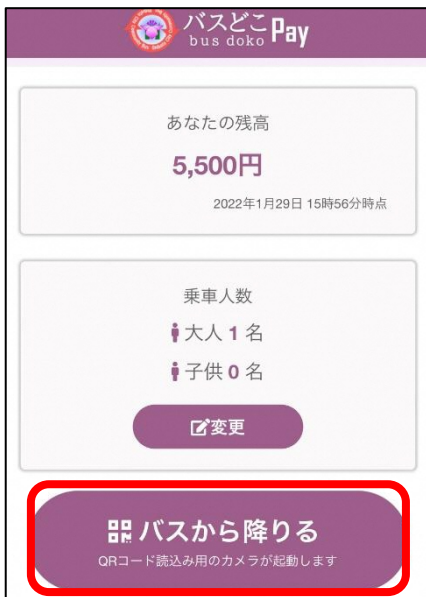 バスどこ Pay
bus doko
あなたの残高
5,500円
2022年1月29日 15時56分時点
乗車人数
大人 1 名
子供 0 名
変更
バスから降りる
QRコード読込み用のカメラが起動します